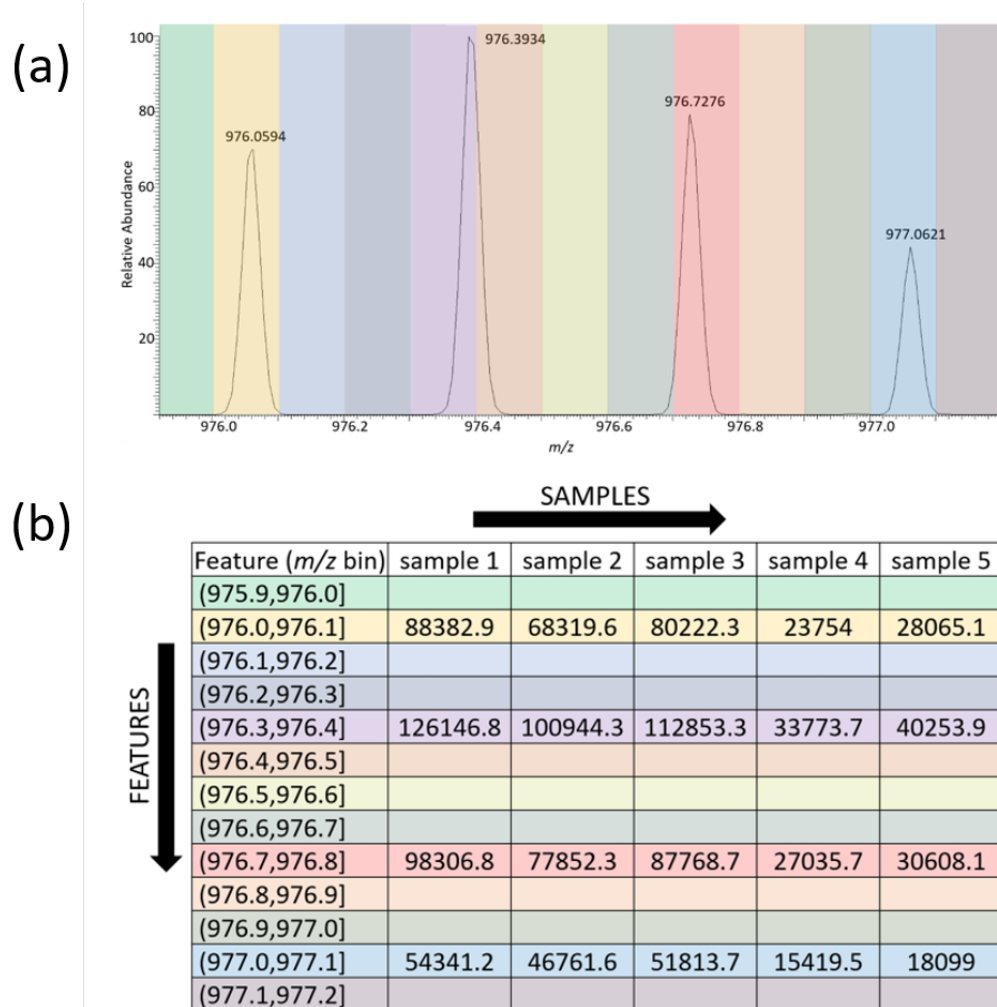 (a)
100
976.3934
976.7276
80
976.0594
60
Relative Abundance
977.0621
40
20
976.0 976.2 976.4 976.6 976.8 977.0
m/z
(b)
SAMPLES
FEATURES
Feature (m/z bin) sample 1 sample 2 sample 3 sample 4 sample 5
(975.9,976.0]
(976.0,976.1] 88382.9 68319.6 80222.3 23754 28065.1
(976.1,976.2]
(976.2,976.3]
(976.3,976.4] 126146.8 100944.3 112853.3 33773.7 40253.9
(976.4,976.5]
(976.5,976.6]
(976.6,976.7]
(976.7,976.8] 98306.8 77852.3 87768.7 27035.7 30608.1
(976.8,976.9]
(976.9,977.0]
(977.0,977.1] 54341.2 46761.6 51813.7 15419.5 18099
(977.1,977.2]